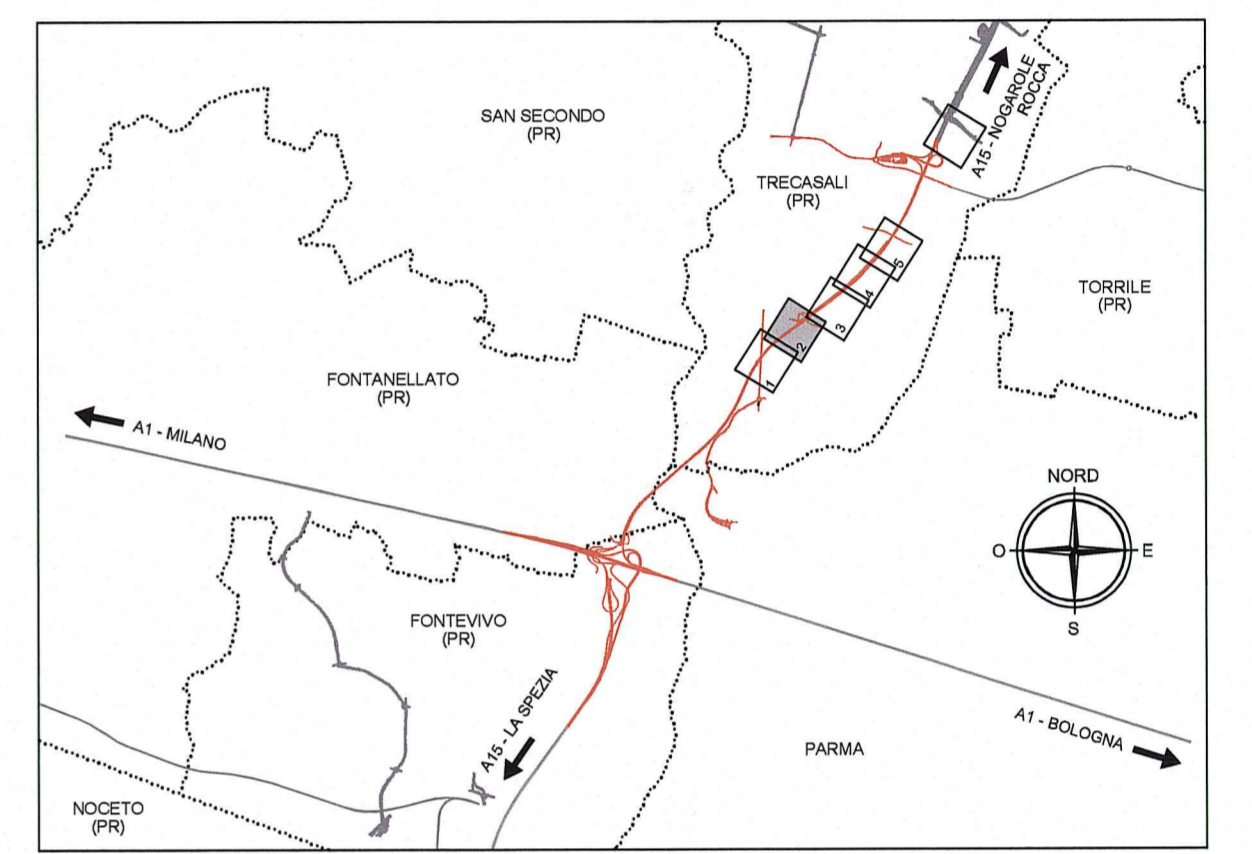 SAN SECONDO
(PR)
A15 - NOGAROLE
ROCCA
TRECASALI
(PR)
TORRILE
(PR)
5
4
3
2
1
FONTANELLATO
(PR)
A1 - MILANO
NORD
O
E
S
FONTEVIVO
(PR)
A15 - LA SPEZIA
A1 - BOLOGNA
PARMA
NOCETO
(PR)